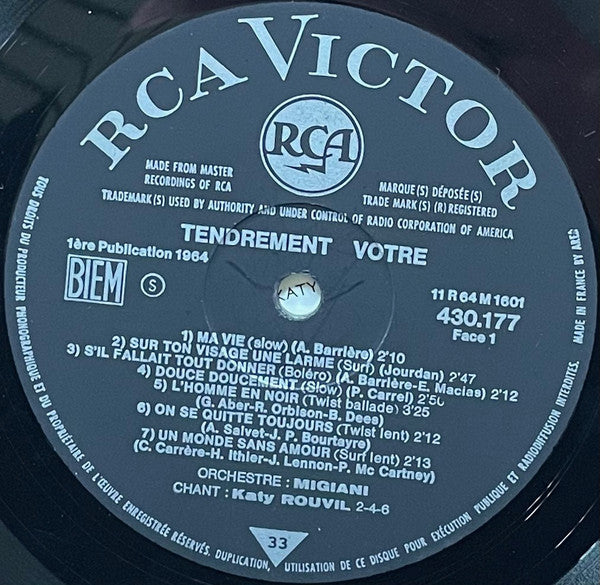 RCA VICTOR
RCA
MADE FROM MASTER
RECORDINGS OF RCA
MARQUE(S) DÉPOSÉE(S)
TRADE MARK(S) (R) REGISTERED
TRADEMARK(S) USED BY AUTHORITY AND UNDER CONTROL OF RADIO CORPORATION OF AMERICA
TENDREMENT VOTRE
1ère Publication 1964
BIEM
S
11 R 64 M 1601
430.177
Face 1
KATY
1) MA VIE (slow) (A. Barrière) 2'10
2) SUR TON VISAGE UNE LARME (Surf) (Jourdan) 2'47
3) S'IL FALLAIT TOUT DONNER (Boléro) (A. Barrière-E. Macias) 2'12
4) DOUCE DOUCEMENT (Slow) (P. Carrel) 2'50
5) L'HOMME EN NOIR (Twist ballade) 3'25
(G. Aber-R. Orbison-B. Dees)
6) ON SE QUITTE TOUJOURS (Twist lent) 2'12
(A. Salvet-J. P. Bourtayre)
7) UN MONDE SANS AMOUR (Surf lent) 2'13
(C. Carrère-H. Ithier-J. Lennon-P. Mc Cartney)
ORCHESTRE : MIGIANI
CHANT : Katy ROUVIL 2-4-6
33
TOUS DROITS DU PRODUCTEUR PHONOGRAPHIQUE ET DU PROPRIÉTAIRE DE L'ŒUVRE ENREGISTRÉE RÉSERVÉS. DUPLICATION, UTILISATION DE CE DISQUE POUR EXÉCUTION PUBLIQUE ET RADIODIFFUSION INTERDITES.
MADE IN FRANCE BY AREC